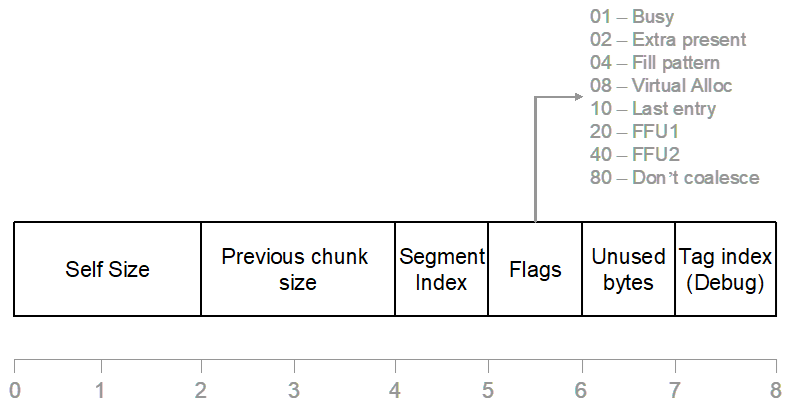 01 – Busy
02 – Extra present
04 – Fill pattern
08 – Virtual Alloc
10 – Last entry
20 – FFU1
40 – FFU2
80 – Don’t coalesce
Self Size
Previous chunk
size
Segment
Index
Flags
Unused
bytes
Tag index
(Debug)
0 1 2 3 4 5 6 7 8